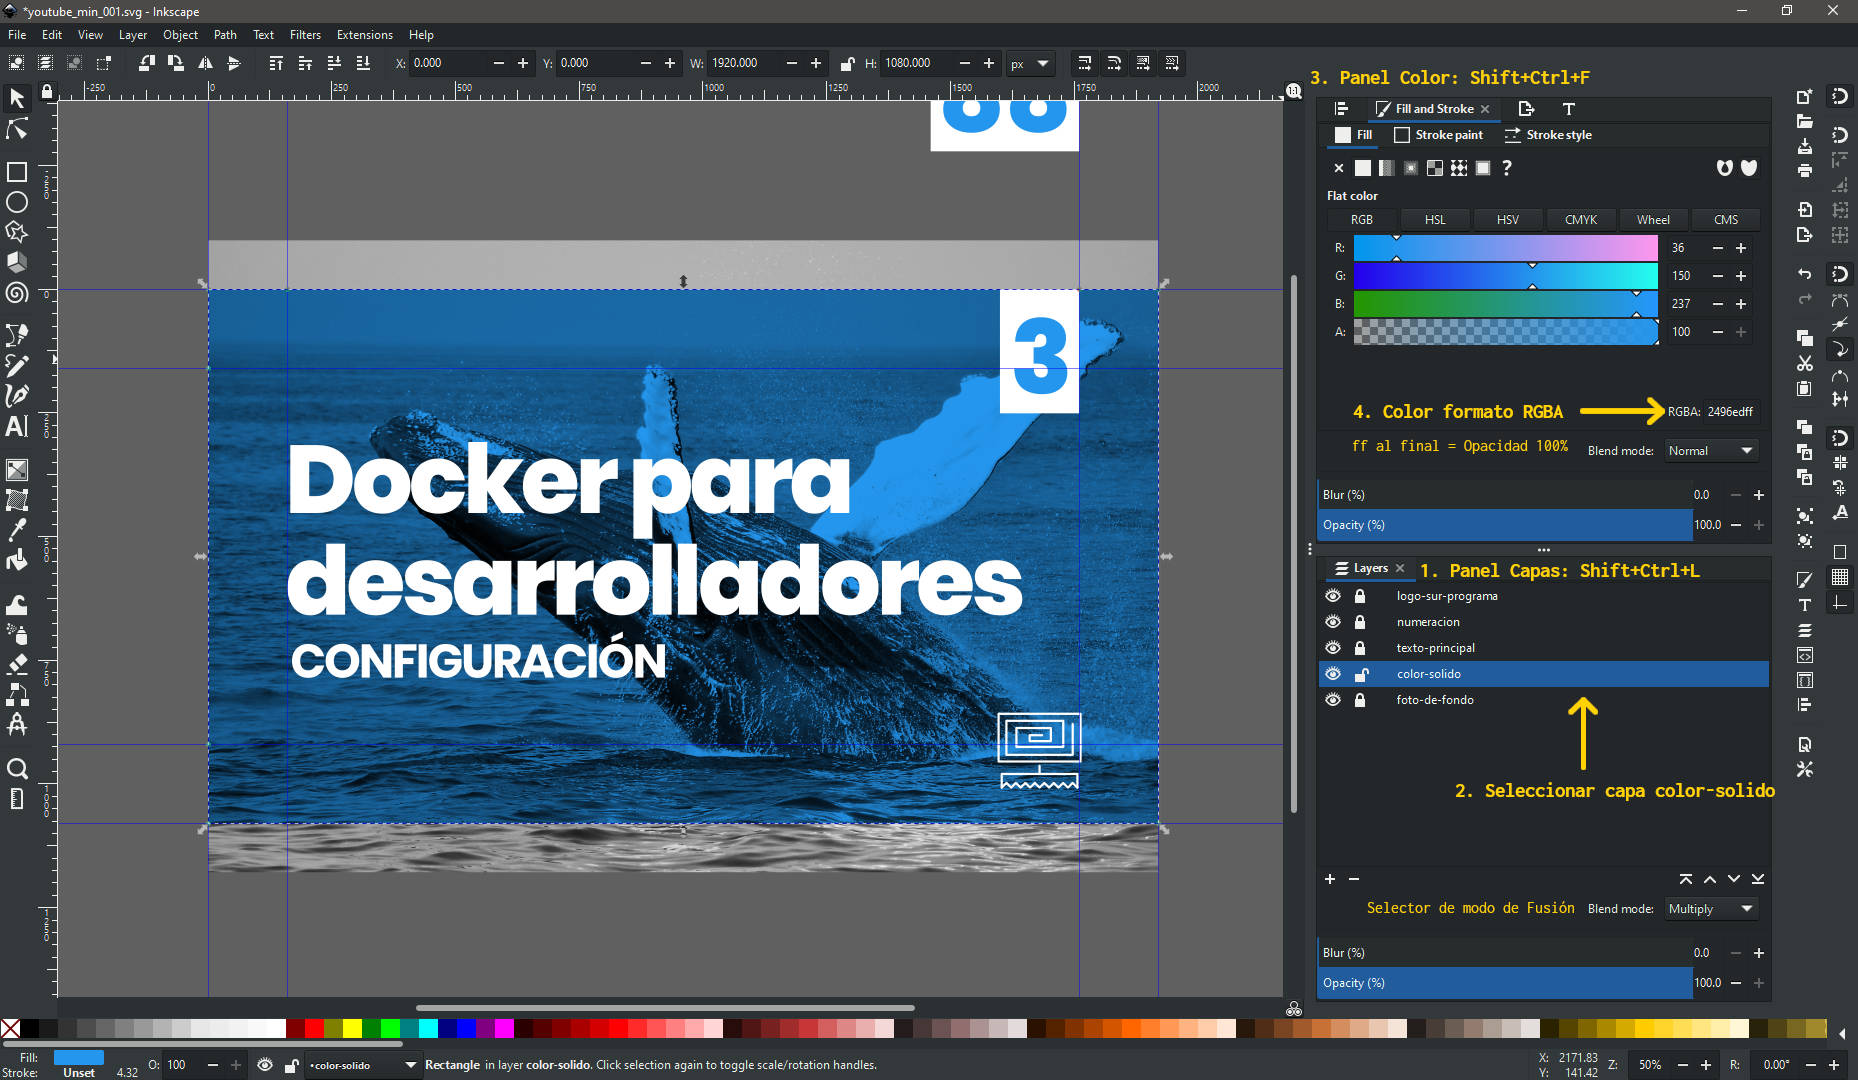 *youtube_min_001.svg - Inkscape
File Edit View Layer Object Path Text Filters Extensions Help
X: 0.000 Y: 0.000 W: 1920.000 H: 1080.000 px
-250 0 250 500 750 1000 1250 1500 1750 2000
3. Panel Color: Shift+Ctrl+F
Fill and Stroke
Fill Stroke paint Stroke style
Flat color
RGB HSL HSV CMYK Wheel CMS
R: 36
G: 150
B: 237
A: 100
4. Color formato RGBA RGBA: 2496edff
ff al final = Opacidad 100% Blend mode: Normal
Blur (%) 0.0
Opacity (%) 100.0
Layers 1. Panel Capas: Shift+Ctrl+L
logo-sur-programa
numeracion
texto-principal
color-solido
foto-de-fondo
2. Seleccionar capa color-solido
Selector de modo de Fusión Blend mode: Multiply
Blur (%) 0.0
Opacity (%) 100.0
3
Docker para
desarrolladores
CONFIGURACIÓN
Fill: O: 100 •color-solido Rectangle in layer color-solido. Click selection again to toggle scale/rotation handles. X: 2171.83 Z: 50% R: 0.00°
Stroke: Unset 4.32 Y: 141.42